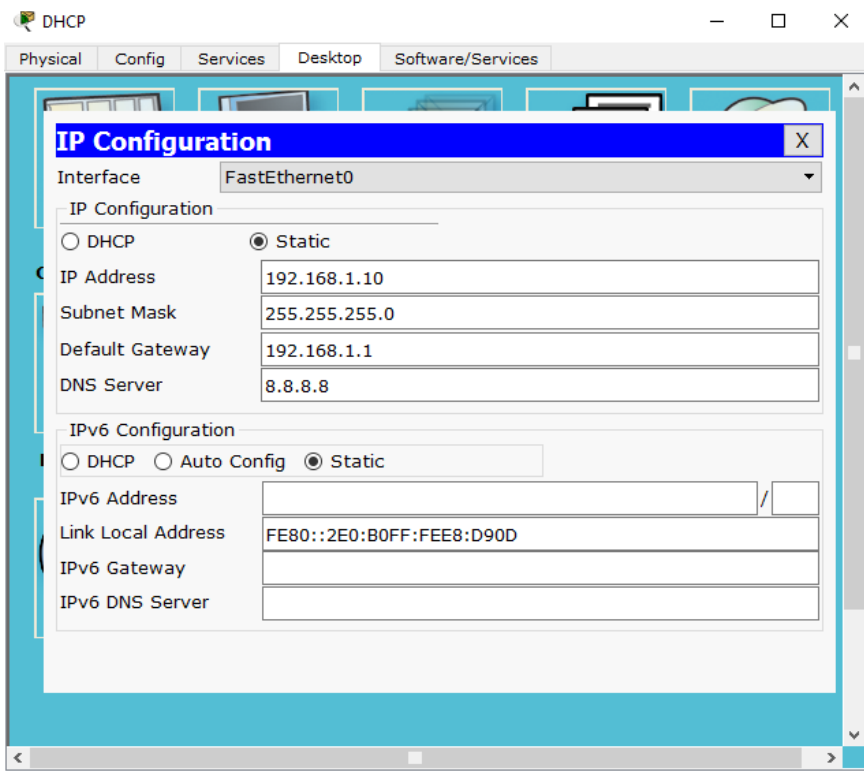 DHCP
Physical Config Services Desktop Software/Services
IP Configuration X
Interface FastEthernet0
IP Configuration
DHCP Static
IP Address 192.168.1.10
Subnet Mask 255.255.255.0
Default Gateway 192.168.1.1
DNS Server 8.8.8.8
IPv6 Configuration
DHCP Auto Config Static
IPv6 Address /
Link Local Address FE80::2E0:B0FF:FEE8:D90D
IPv6 Gateway
IPv6 DNS Server